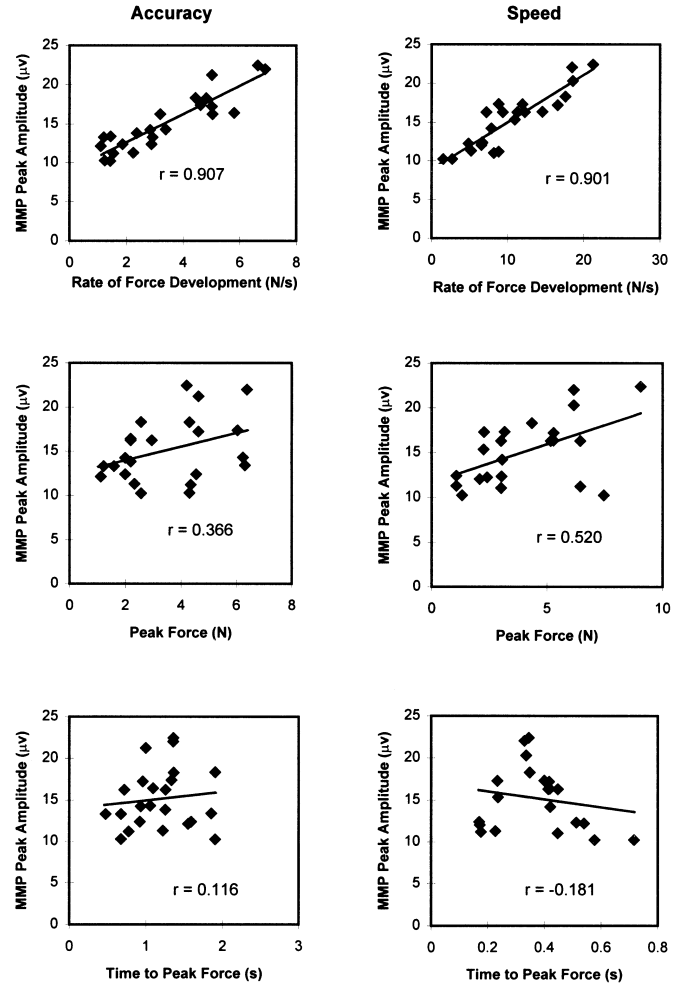 Accuracy
Speed
MMP Peak Amplitude (μv)
25
20
15
10
5
0
0 2 4 6 8
Rate of Force Development (N/s)
r = 0.907
MMP Peak Amplitude (μv)
25
20
15
10
5
0
0 10 20 30
Rate of Force Development (N/s)
r = 0.901
MMP Peak Amplitude (μv)
25
20
15
10
5
0
0 2 4 6 8
Peak Force (N)
r = 0.366
MMP Peak Amplitude (μv)
25
20
15
10
5
0
0 5 10
Peak Force (N)
r = 0.520
MMP Peak Amplitude (μv)
25
20
15
10
5
0
0 1 2 3
Time to Peak Force (s)
r = 0.116
MMP Peak Amplitude (μv)
25
20
15
10
5
0
0 0.2 0.4 0.6 0.8
Time to Peak Force (s)
r = -0.181